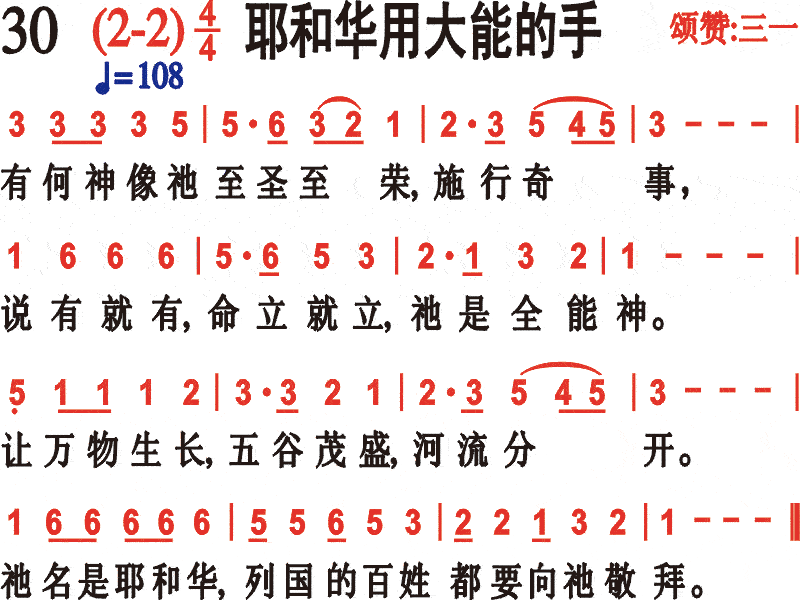 30 (2-2) 4/4 耶和华用大能的手 颂赞:三一
♩=108
3 3 3 3 5 | 5· 6 3 2 1 | 2· 3 5 4 5 | 3 - - - |
有何神像祂至圣至 荣,施行奇 事,
1 6 6 6 | 5· 6 5 3 | 2· 1 3 2 | 1 - - - |
说有就有,命立就立,祂是全能神。
5 1 1 1 2 | 3· 3 2 1 | 2· 3 5 4 5 | 3 - - - |
让万物生长,五谷茂盛,河流分 开。
1 6 6 6 6 6 | 5 5 6 5 3 | 2 2 1 3 2 | 1 - - - ‖
祂名是耶和华,列国的百姓都要向祂敬拜。